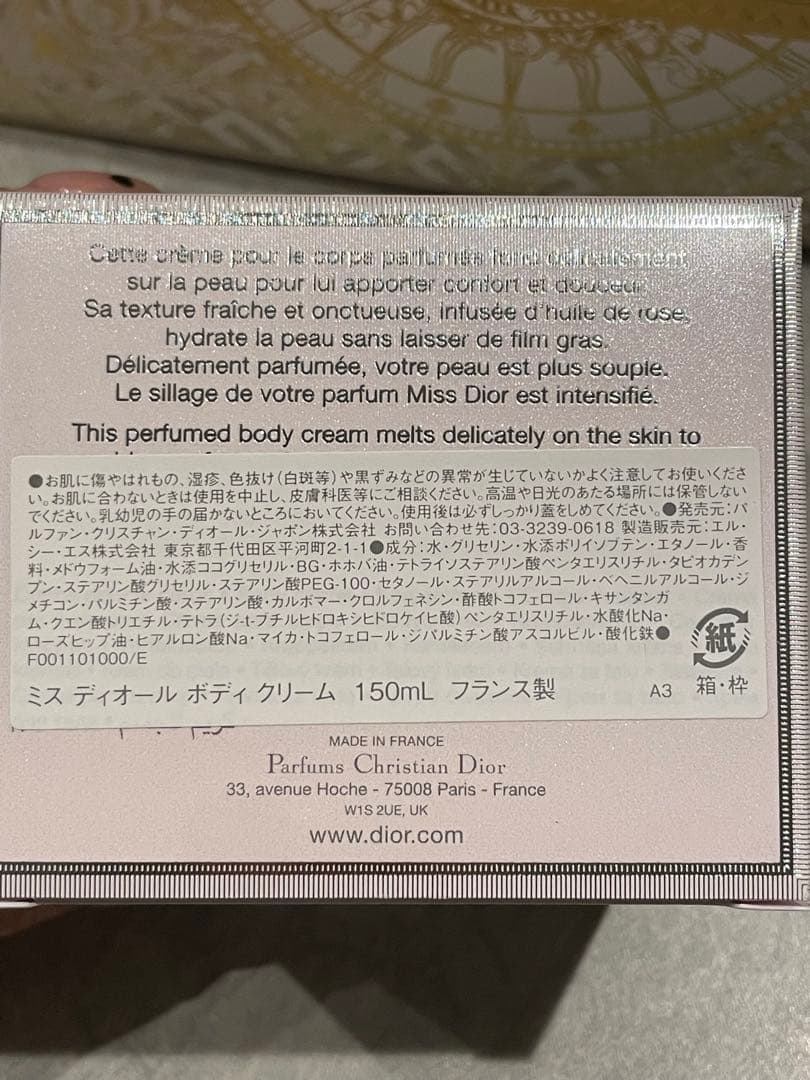 Cette crème pour le corps parfumée fond délicatement
sur la peau pour lui apporter confort et douceur.
Sa texture fraîche et onctueuse, infusée d'huile de rose,
hydrate la peau sans laisser de film gras.
Délicatement parfumée, votre peau est plus souple.
Le sillage de votre parfum Miss Dior est intensifié.
This perfumed body cream melts delicately on the skin to
●お肌に傷やはれもの、湿疹、色抜け(白斑等)や黒ずみなどの異常が生じていないかよく注意してお使いくださ
い。お肌に合わないときは使用を中止し、皮膚科医等にご相談ください。高温や日光のあたる場所には保管しない
でください。乳幼児の手の届かないところにおいてください。使用後は必ずしっかり蓋をしめてください。●発売元:パ
ルファン・クリスチャン・ディオール・ジャポン株式会社 お問い合わせ先:03-3239-0618 製造販売元:エル・
シー・エス株式会社 東京都千代田区平河町2-1-1●成分:水・グリセリン・水添ポリイソブテン・エタノール・香
料・メドウフォーム油・水添ココグリセリル・BG・ホホバ油・テトライソステアリン酸ペンタエリスリチル・タピオカデン
プン・ステアリン酸グリセリル・ステアリン酸PEG-100・セタノール・ステアリルアルコール・ベヘニルアルコール・ジ
メチコン・パルミチン酸・ステアリン酸・カルボマー・クロルフェネシン・酢酸トコフェロール・キサンタンガ
ム・クエン酸トリエチル・テトラ(ジ-t-ブチルヒドロキシヒドロケイヒ酸)ペンタエリスリチル・水酸化Na・
ローズヒップ油・ヒアルロン酸Na・マイカ・トコフェロール・ジパルミチン酸アスコルビル・酸化鉄●
F001101000/E
紙
ミス ディオール ボディ クリーム 150mL フランス製 A3 箱・枠
MADE IN FRANCE
Parfums Christian Dior
33, avenue Hoche - 75008 Paris - France
W1S 2UE, UK
www.dior.com